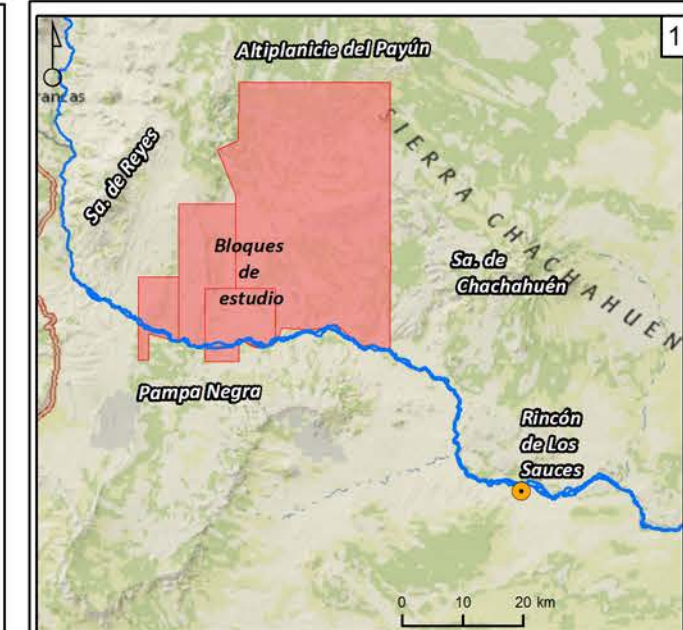 1
Altiplanicie del Payún
Sa. de Reyes
SIERRA CHACHAHUÉN
Bloques
de
estudio
Sa. de
Chachahuén
Pampa Negra
Rincón
de Los
Sauces
0 10 20 km